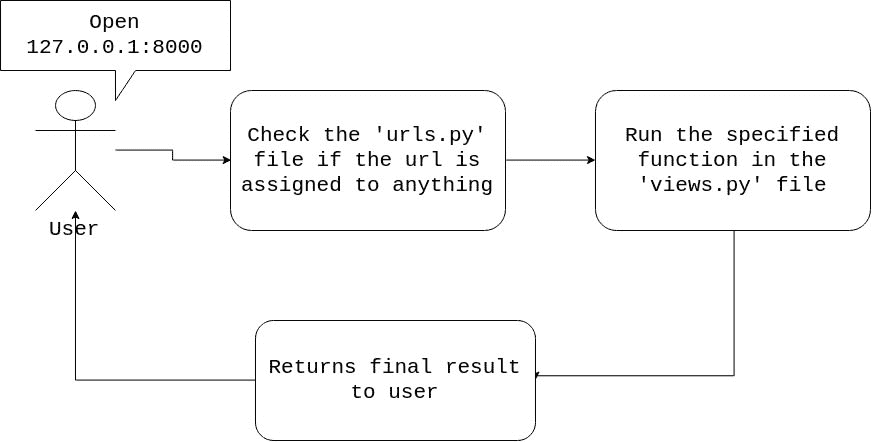 Open
127.0.0.1:8000
Check the 'urls.py'
file if the url is
assigned to anything
Run the specified
function in the
'views.py' file
User
Returns final result
to user